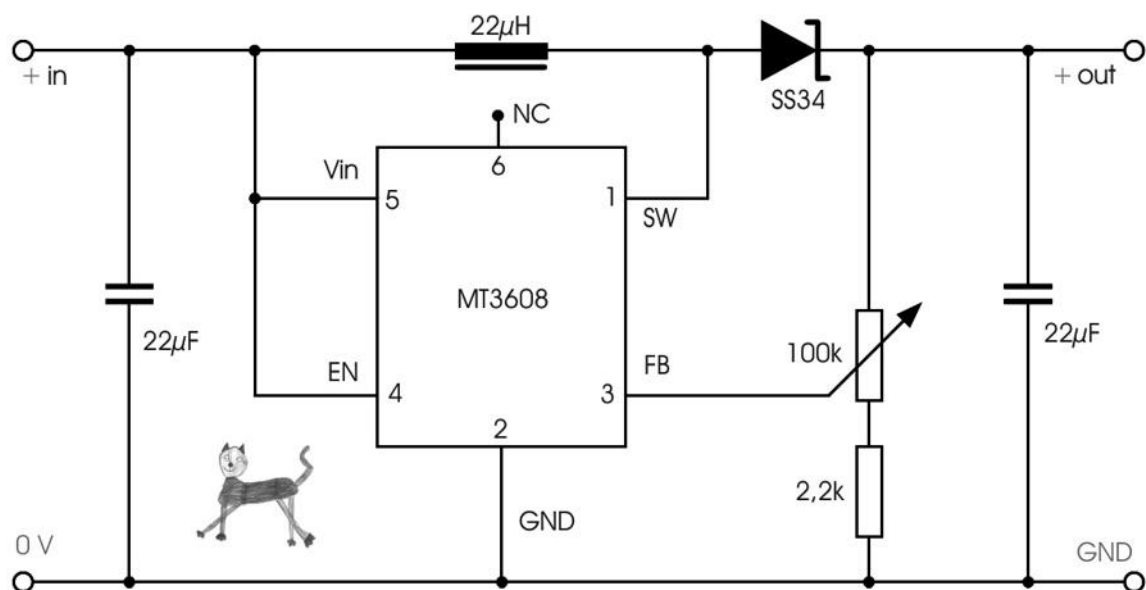 22µH
+ in
+ out
SS34
NC
6
Vin
5
1
SW
MT3608
22µF
100k
22µF
EN
FB
4
3
2
2,2k
GND
0 V
GND